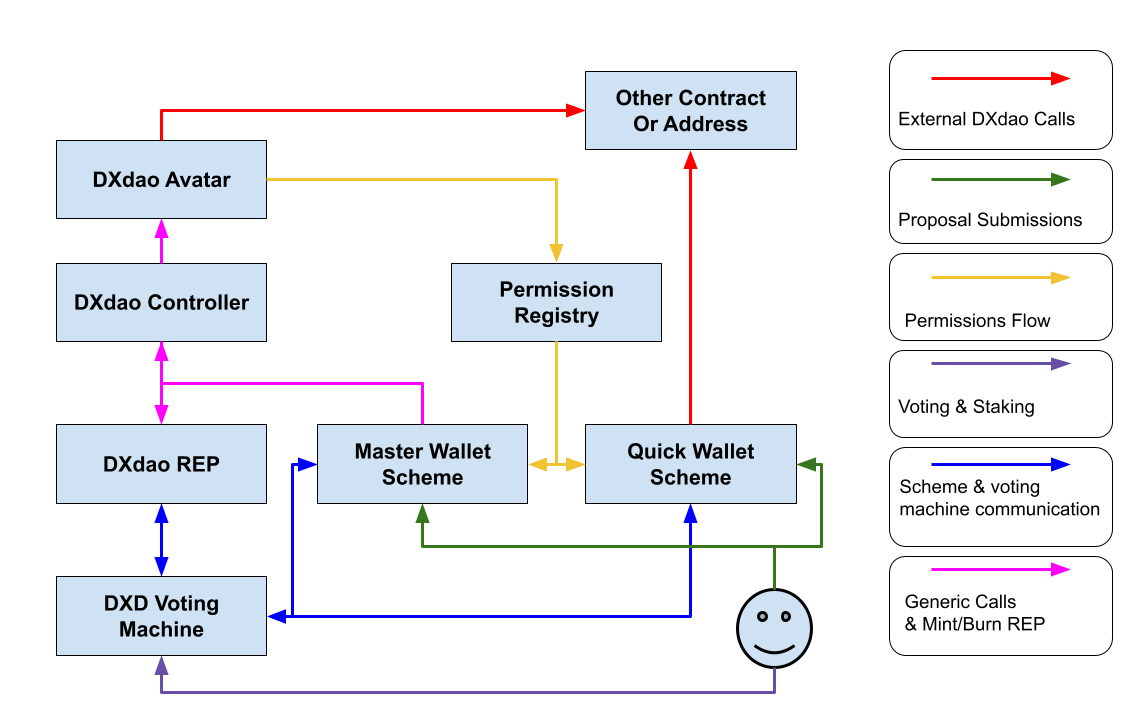 Other Contract
Or Address
DXdao Avatar
DXdao Controller
Permission
Registry
DXdao REP
Master Wallet
Scheme
Quick Wallet
Scheme
DXD Voting
Machine
External DXdao Calls
Proposal Submissions
Permissions Flow
Voting & Staking
Scheme & voting
machine communication
Generic Calls
& Mint/Burn REP